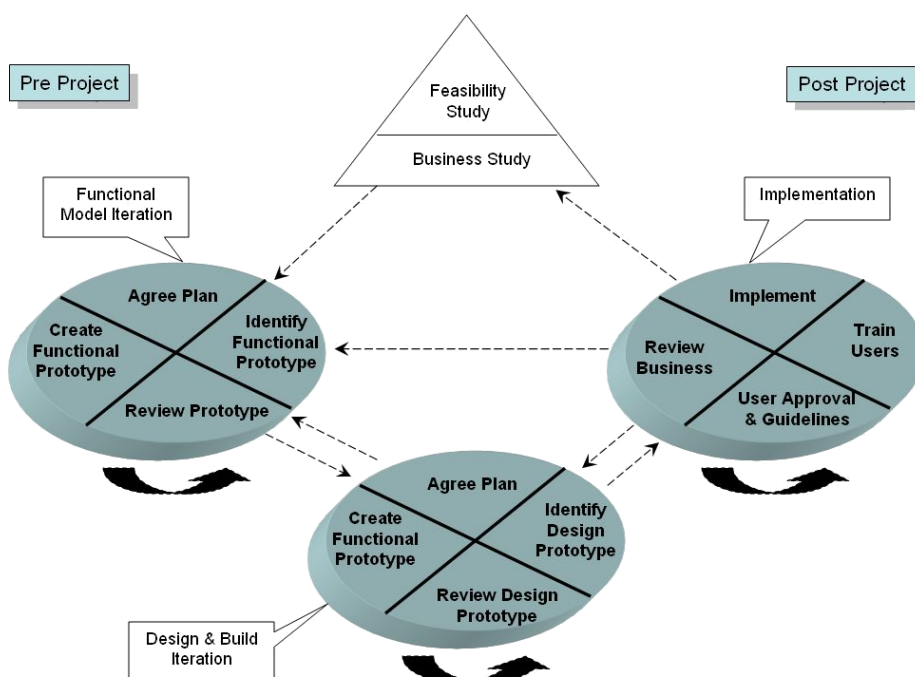 Pre Project
Post Project
Feasibility
Study
Business Study
Functional
Model Iteration
Implementation
Agree Plan
Identify
Functional
Prototype
Create
Functional
Prototype
Review Prototype
Implement
Train
Users
Review
Business
User Approval
& Guidelines
Agree Plan
Identify
Design
Prototype
Create
Functional
Prototype
Review Design
Prototype
Design & Build
Iteration